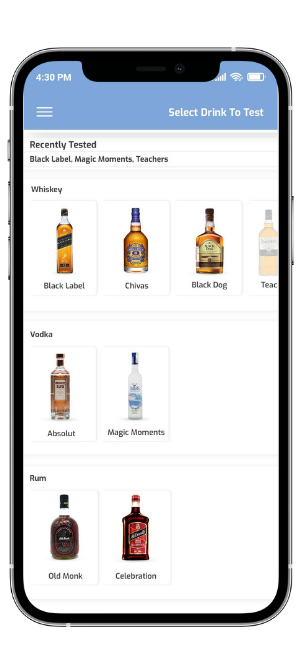 4:30 PM
Select Drink To Test
Recently Tested
Black Label, Magic Moments, Teachers
Whiskey
Black Label
Chivas
Black Dog
Teac
Vodka
Absolut
Magic Moments
Rum
Old Monk
Celebration